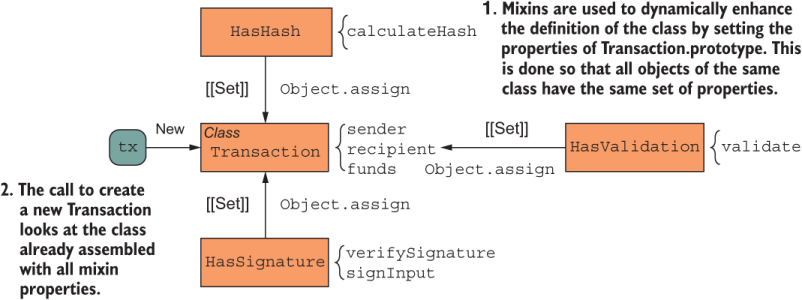 1. Mixins are used to dynamically enhance
the definition of the class by setting the
properties of Transaction.prototype. This
is done so that all objects of the same
class have the same set of properties.
HasHash
calculateHash
[[Set]]
Object.assign
tx
New
Class
Transaction
sender
recipient
funds
[[Set]]
Object.assign
HasValidation
validate
2. The call to create
a new Transaction
looks at the class
already assembled
with all mixin
properties.
[[Set]]
Object.assign
HasSignature
verifySignature
signInput